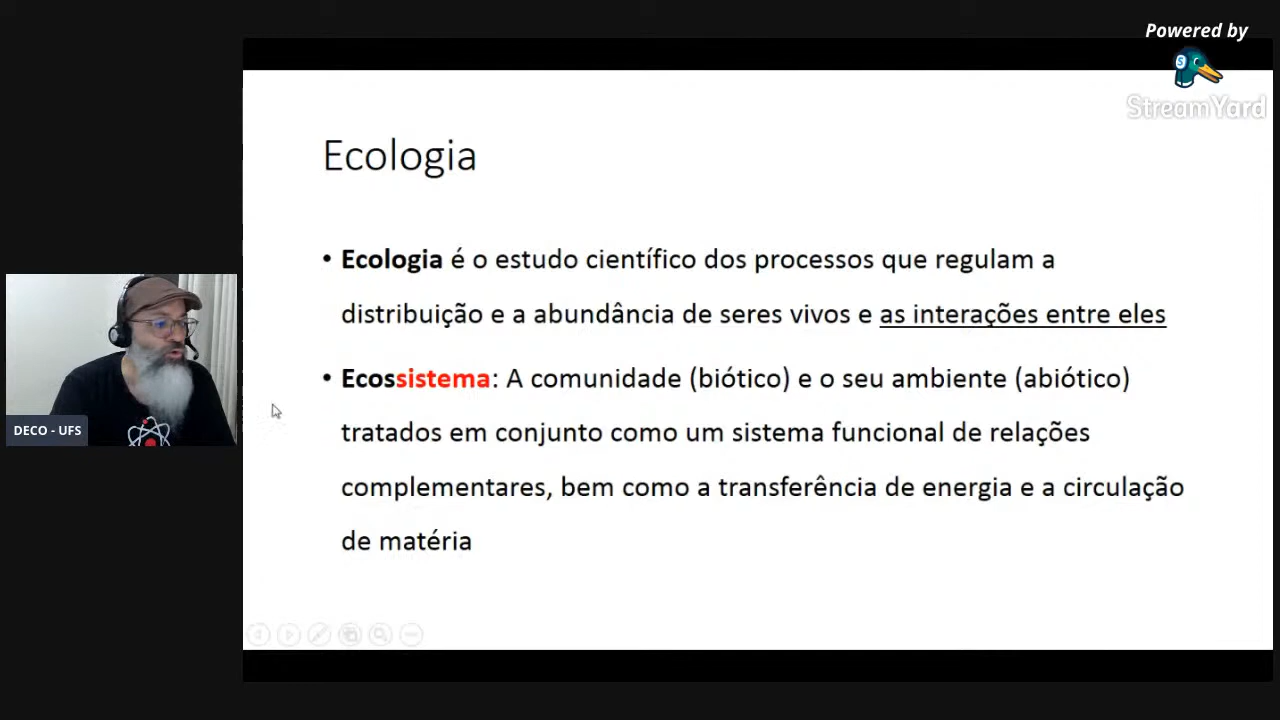 Powered by
StreamYard
Ecologia
• Ecologia é o estudo científico dos processos que regulam a
distribuição e a abundância de seres vivos e as interações entre eles
• Ecossistema: A comunidade (biótico) e o seu ambiente (abiótico)
tratados em conjunto como um sistema funcional de relações
complementares, bem como a transferência de energia e a circulação
de matéria
DECO - UFS